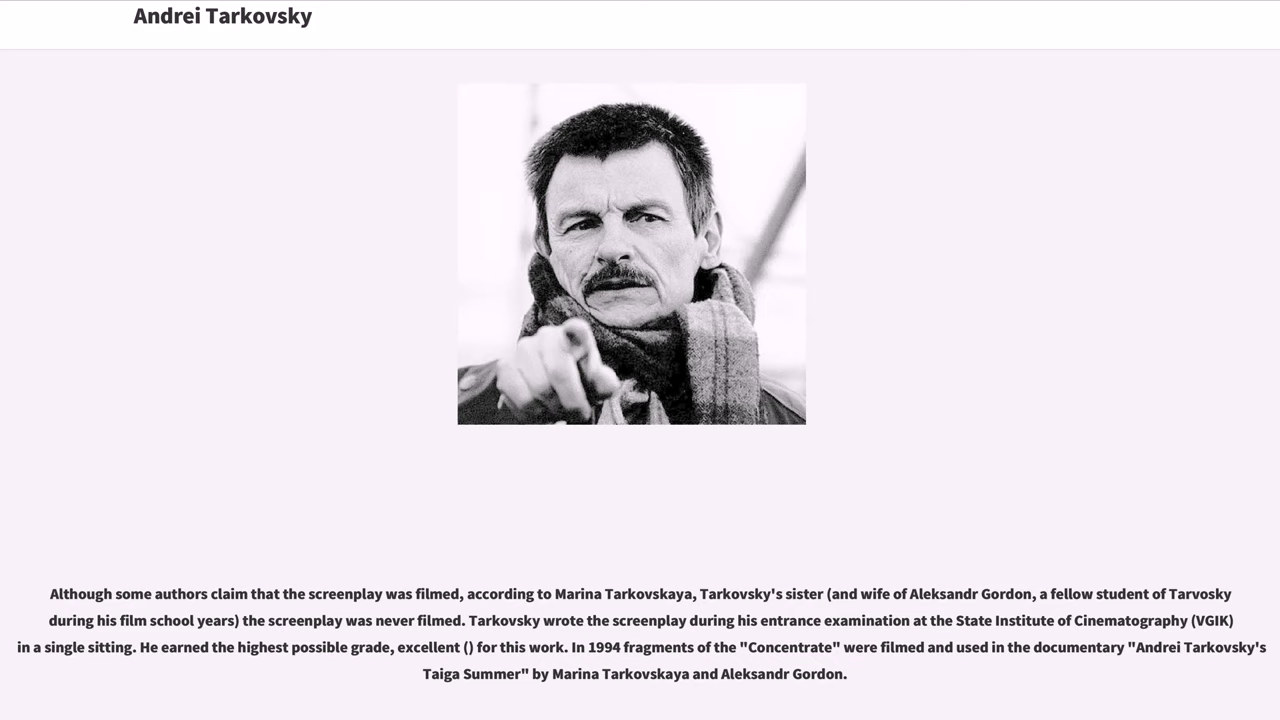 Andrei Tarkovsky
Although some authors claim that the screenplay was filmed, according to Marina Tarkovskaya, Tarkovsky's sister (and wife of Aleksandr Gordon, a fellow student of Tarvosky
during his film school years) the screenplay was never filmed. Tarkovsky wrote the screenplay during his entrance examination at the State Institute of Cinematography (VGIK)
in a single sitting. He earned the highest possible grade, excellent () for this work. In 1994 fragments of the "Concentrate" were filmed and used in the documentary "Andrei Tarkovsky's
Taiga Summer" by Marina Tarkovskaya and Aleksandr Gordon.